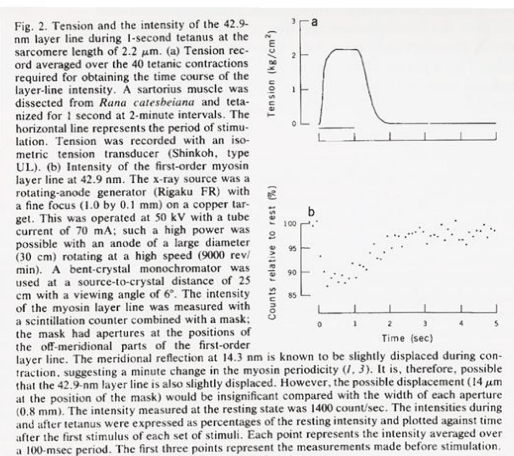 Fig. 2. Tension and the intensity of the 42.9-
nm layer line during 1-second tetanus at the
sarcomere length of 2.2 μm. (a) Tension rec-
ord averaged over the 40 tetanic contractions
required for obtaining the time course of the
layer-line intensity. A sartorius muscle was
dissected from Rana catesbeiana and teta-
nized for 1 second at 2-minute intervals. The
horizontal line represents the period of stimu-
lation. Tension was recorded with an iso-
metric tension transducer (Shinkoh, type
UL). (b) Intensity of the first-order myosin
layer line at 42.9 nm. The x-ray source was a
rotating-anode generator (Rigaku FR) with
a fine focus (1.0 by 0.1 mm) on a copper tar-
get. This was operated at 50 kV with a tube
current of 70 mA; such a high power was
possible with an anode of a large diameter
(30 cm) rotating at a high speed (9000 rev/
min). A bent-crystal monochromator was
used at a source-to-crystal distance of 25
cm with a viewing angle of 6°. The intensity
of the myosin layer line was measured with
a scintillation counter combined with a mask;
the mask had apertures at the positions of
the off-meridional parts of the first-order
layer line. The meridional reflection at 14.3 nm is known to be slightly displaced during con-
traction, suggesting a minute change in the myosin periodicity (1, 3). It is, therefore, possible
that the 42.9-nm layer line is also slightly displaced. However, the possible displacement (14 μm
at the position of the mask) would be insignificant compared with the width of each aperture
(0.8 mm). The intensity measured at the resting state was 1400 count/sec. The intensities during
and after tetanus were expressed as percentages of the resting intensity and plotted against time
after the first stimulus of each set of stimuli. Each point represents the intensity averaged over
a 100-msec period. The first three points represent the measurements made before stimulation.
a
Tension (kg/cm²)
3
2
1
0
b
Counts relative to rest (%)
100
95
90
85
0 1 2 3 4 5
Time (sec)